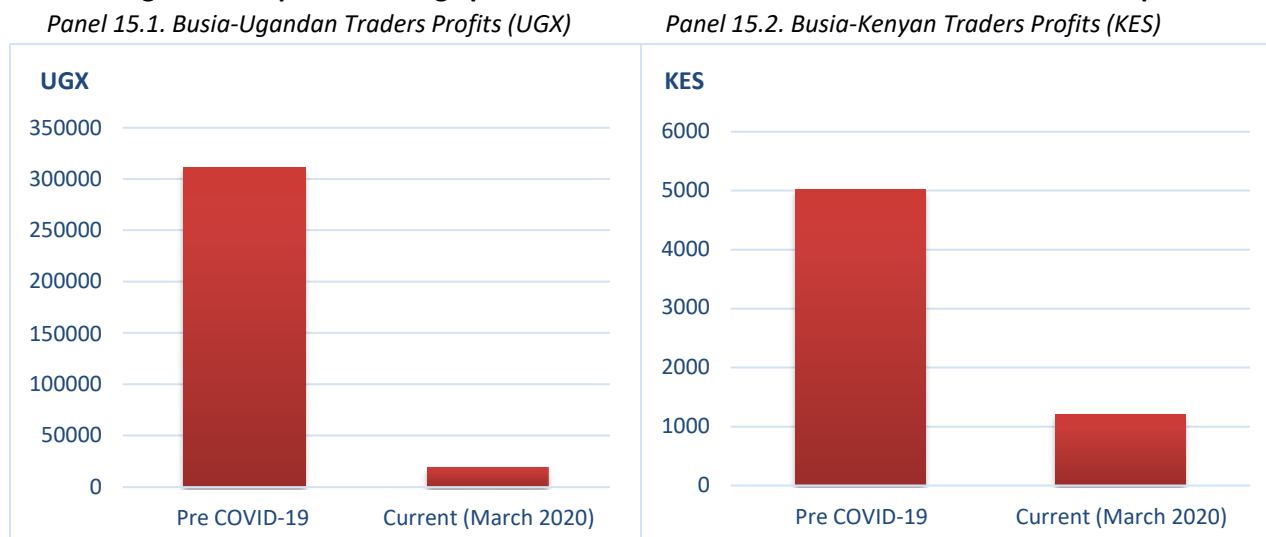 Panel 15.1. Busia-Ugandan Traders Profits (UGX)
Panel 15.2. Busia-Kenyan Traders Profits (KES)
UGX
350000
300000
250000
200000
150000
100000
50000
0
Pre COVID-19
Current (March 2020)
KES
6000
5000
4000
3000
2000
1000
0
Pre COVID-19
Current (March 2020)